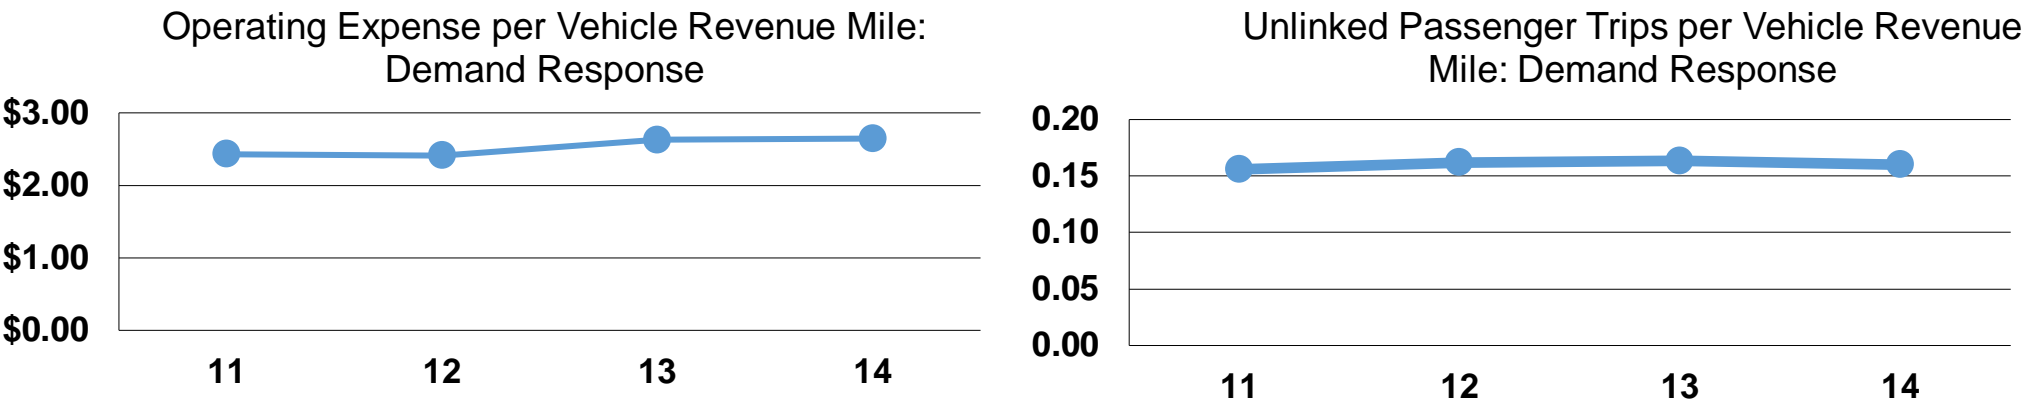 Operating Expense per Vehicle Revenue Mile:
Demand Response
$3.00
$2.00
$1.00
$0.00
11 12 13 14
Unlinked Passenger Trips per Vehicle Revenue
Mile: Demand Response
0.20
0.15
0.10
0.05
0.00
11 12 13 14